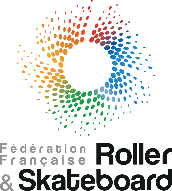 Fédération
Française Roller
& Skateboard